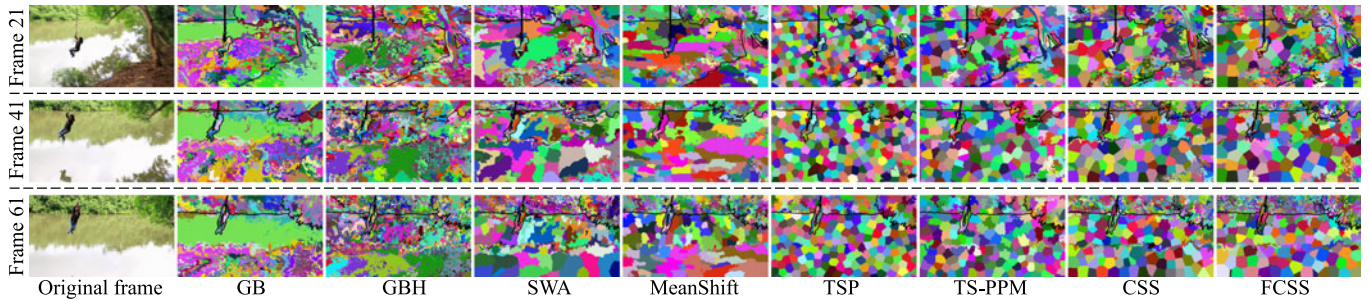 Frame 21
Frame 41
Frame 61
Original frame GB GBH SWA MeanShift TSP TS-PPM CSS FCSS